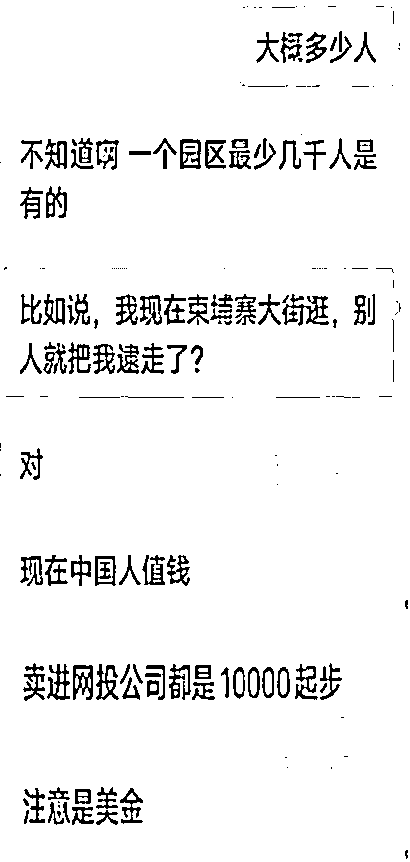 大概多少人
不知道啊 一个园区最少几千人是
有的
比如说，我现在柬埔寨大街逛，别
人就把我逮走了？
对
现在中国人值钱
卖进网投公司都是10000起步
注意是美金